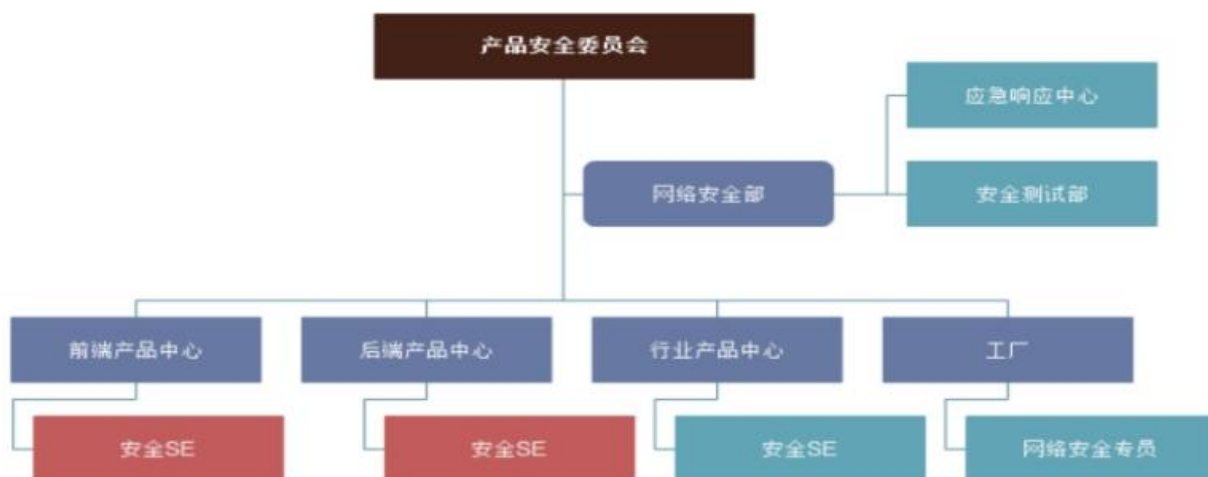 产品安全委员会
应急响应中心
网络安全部
安全测试部
前端产品中心
后端产品中心
行业产品中心
工厂
安全SE
安全SE
安全SE
网络安全专员